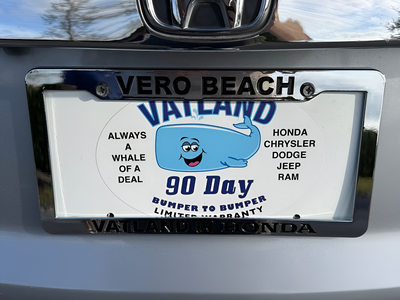 VERO BEACH
VATLAND
ALWAYS
A
WHALE
OF A
DEAL
HONDA
CHRYSLER
DODGE
JEEP
RAM
90 Day
BUMPER TO BUMPER
LIMITED WARRANTY
VATLAND HONDA